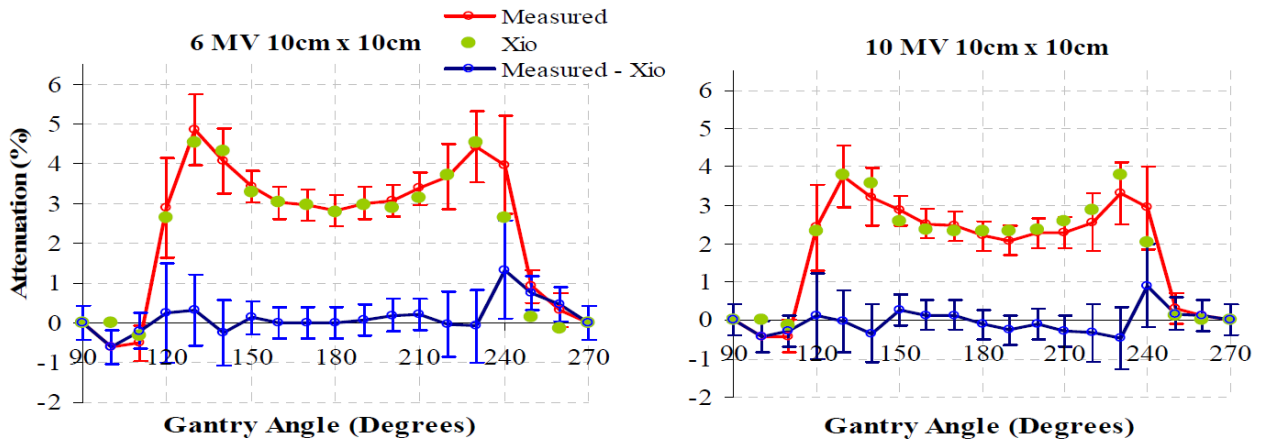 Measured
Xio
Measured - Xio
6 MV 10cm x 10cm
10 MV 10cm x 10cm
Attenuation (%)
6
5
4
3
2
1
0
-1
-2
90 120 150 180 210 240 270
Gantry Angle (Degrees)
6
5
4
3
2
1
0
-1
-2
90 120 150 180 210 240 270
Gantry Angle (Degrees)